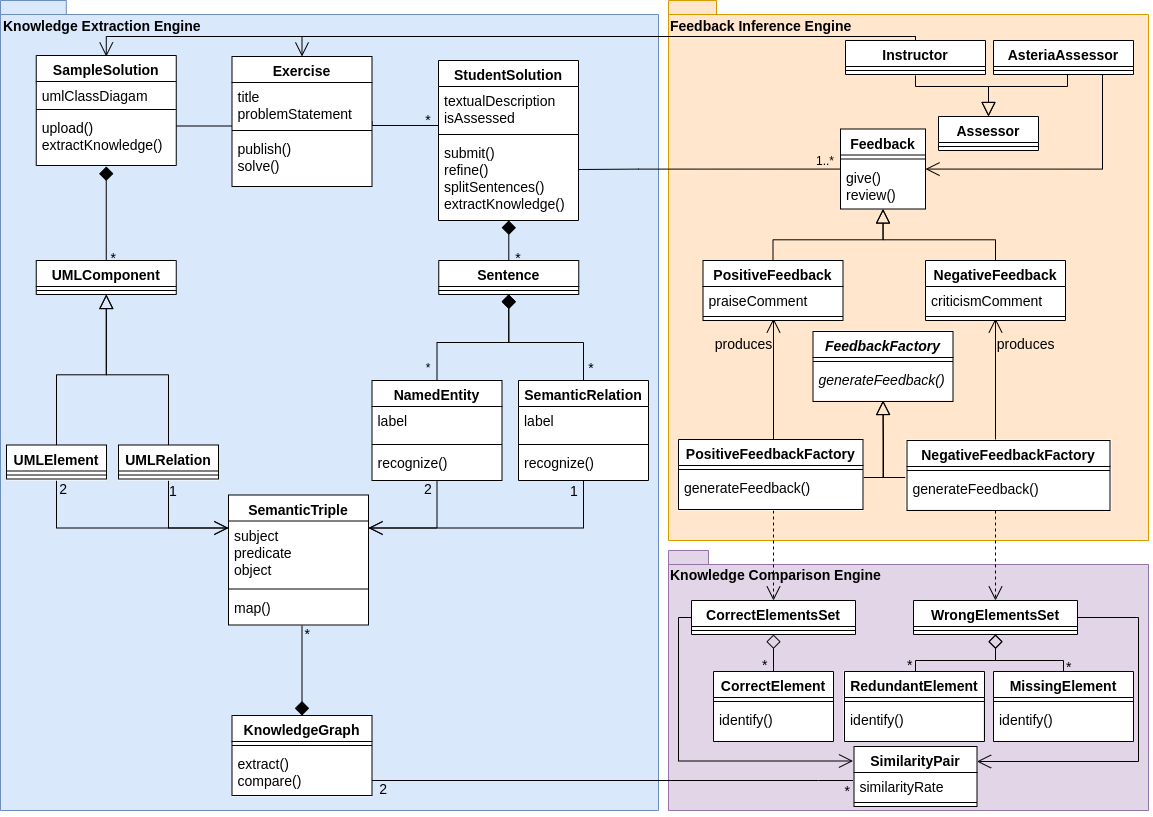 Knowledge Extraction Engine
SampleSolution
umlClassDiagam
upload()
extractKnowledge()
Exercise
title
problemStatement
publish()
solve()
*
StudentSolution
textualDescription
isAssessed
submit()
refine()
splitSentences()
extractKnowledge()
*
UMLComponent
*
Sentence
*
*
NamedEntity
label
recognize()
SemanticRelation
label
recognize()
UMLElement
UMLRelation
2
1
2
1
SemanticTriple
subject
predicate
object
map()
*
KnowledgeGraph
extract()
compare()
2
Feedback Inference Engine
Instructor
AsteriaAssessor
Assessor
1..*
Feedback
give()
review()
PositiveFeedback
praiseComment
NegativeFeedback
criticismComment
produces
produces
FeedbackFactory
generateFeedback()
PositiveFeedbackFactory
generateFeedback()
NegativeFeedbackFactory
generateFeedback()
Knowledge Comparison Engine
CorrectElementsSet
WrongElementsSet
*
*
*
CorrectElement
identify()
RedundantElement
identify()
MissingElement
identify()
SimilarityPair
similarityRate
*